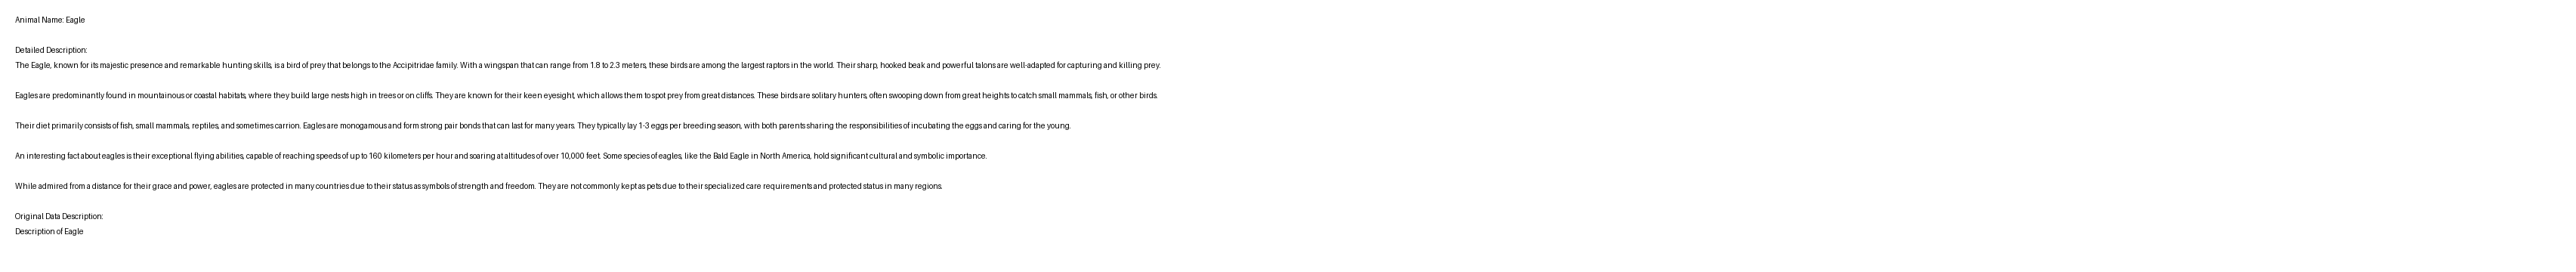 Animal Name: Eagle
Detailed Description:
The Eagle, known for its majestic presence and remarkable hunting skills, is a bird of prey that belongs to the Accipitridae family. With a wingspan that can range from 1.8 to 2.3 meters, these birds are among the largest raptors in the world. Their sharp, hooked beak and powerful talons are well-adapted for capturing and killing prey.
Eagles are predominantly found in mountainous or coastal habitats, where they build large nests high in trees or on cliffs. They are known for their keen eyesight, which allows them to spot prey from great distances. These birds are solitary hunters, often swooping down from great heights to catch small mammals, fish, or other birds.
Their diet primarily consists of fish, small mammals, reptiles, and sometimes carrion. Eagles are monogamous and form strong pair bonds that can last for many years. They typically lay 1-3 eggs per breeding season, with both parents sharing the responsibilities of incubating the eggs and caring for the young.
An interesting fact about eagles is their exceptional flying abilities, capable of reaching speeds of up to 160 kilometers per hour and soaring at altitudes of over 10,000 feet. Some species of eagles, like the Bald Eagle in North America, hold significant cultural and symbolic importance.
While admired from a distance for their grace and power, eagles are protected in many countries due to their status as symbols of strength and freedom. They are not commonly kept as pets due to their specialized care requirements and protected status in many regions.
Original Data Description:
Description of Eagle